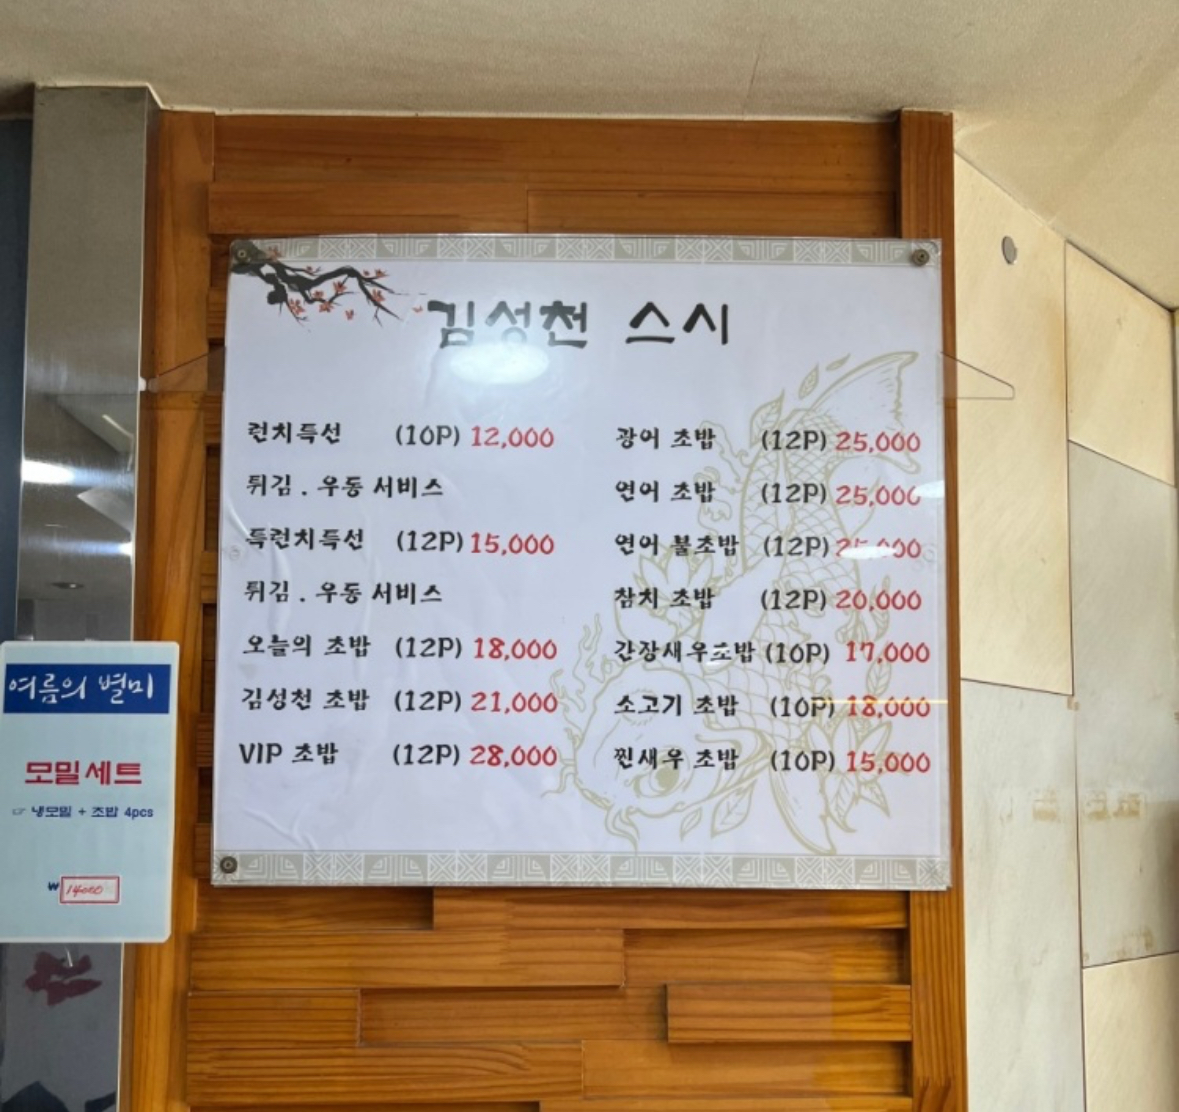 김성천 스시
런치특선 (10P) 12,000
튀김 . 우동 서비스
특런치특선 (12P) 15,000
튀김 . 우동 서비스
오늘의 초밥 (12P) 18,000
김성천 초밥 (12P) 21,000
VIP 초밥 (12P) 28,000
광어 초밥 (12P) 25,000
연어 초밥 (12P) 25,000
연어 불초밥 (12P)
참치 초밥 (12P) 20,000
간장새우초밥 (10P) 17,000
소고기 초밥 (10P) 18,000
찐새우 초밥 (10P) 15,000
여름의 별미
모밀세트
☞ 냉모밀 + 초밥 4pcs
₩ 14000